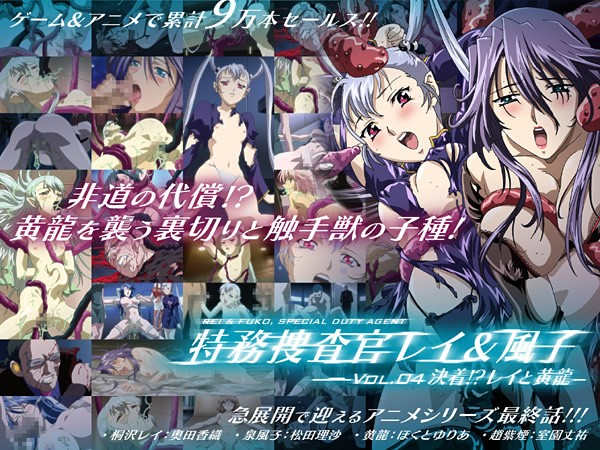 ゲーム&アニメで累計9万本セールス!!
非道の代償!?
黄龍を襲う裏切りと触手獣の子種!
REI & FUKO, SPECIAL DUTY AGENT
特務捜査官レイ&風子
VOL.04 決着!?レイと黄龍
急展開で迎えるアニメシリーズ最終話!!!
・桐沢レイ:奥田香織 ・泉風子:松田理沙 ・黄龍:ほくとゆりあ ・趙紫煙:室園丈祐